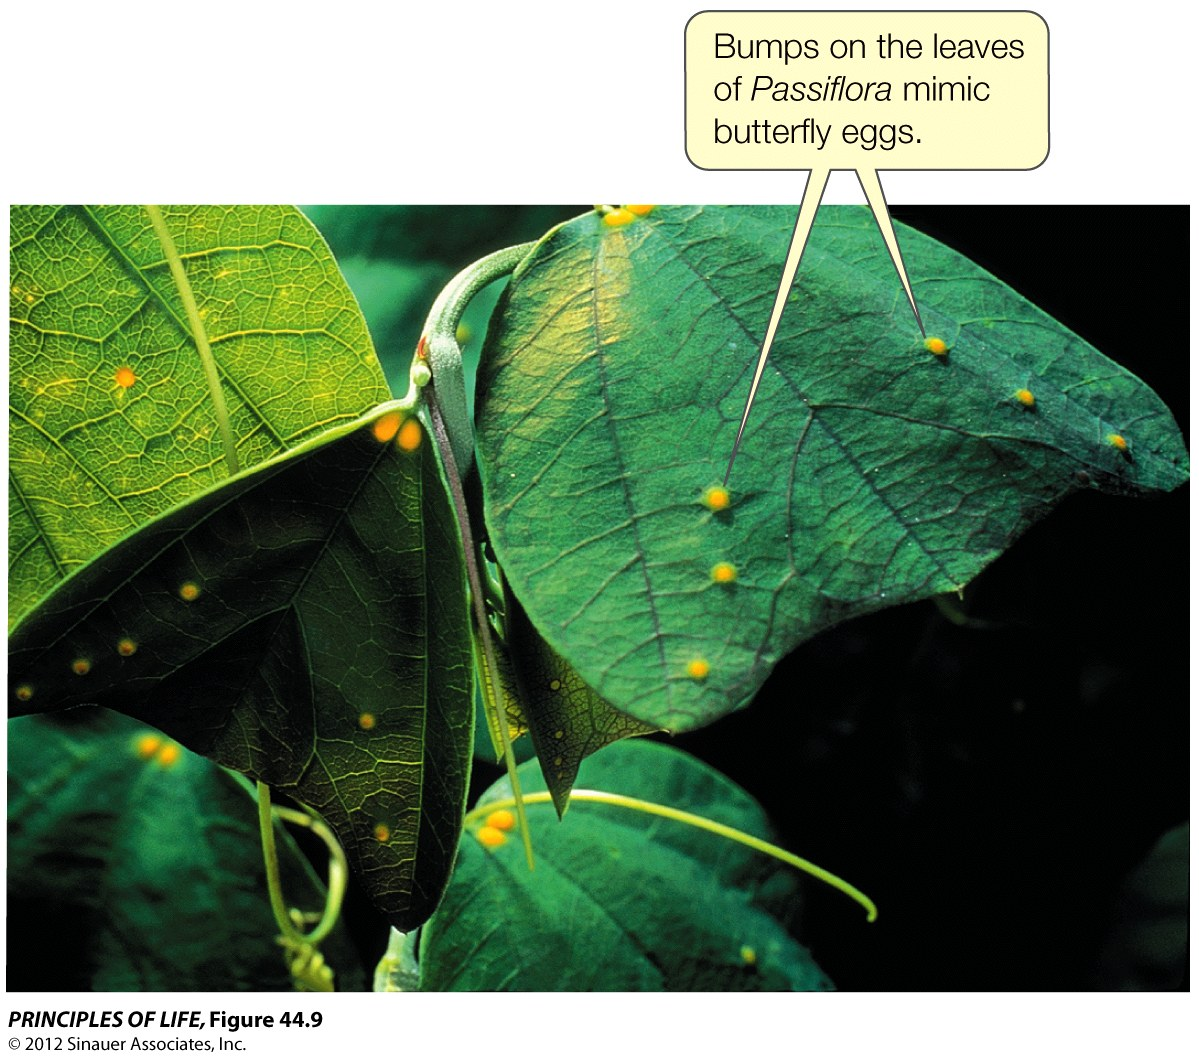 Bumps on the leaves
of Passiflora mimic
butterfly eggs.
PRINCIPLES OF LIFE, Figure 44.9
© 2012 Sinauer Associates, Inc.